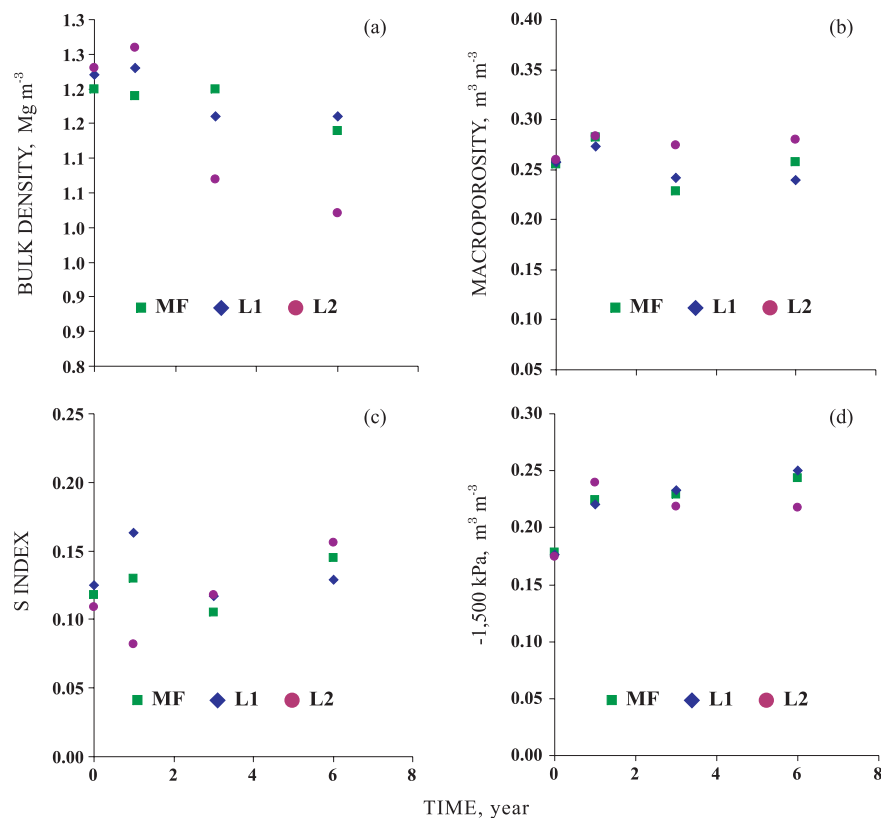 (a)
BULK DENSITY, Mg m⁻³
1.3
1.3
1.2
1.2
1.1
1.1
1.0
1.0
0.9
0.9
0.8
MF L1 L2
(b)
MACROPOROSITY, m³ m⁻³
0.40
0.35
0.30
0.25
0.20
0.15
0.10
0.05
MF L1 L2
(c)
S INDEX
0.25
0.20
0.15
0.10
0.05
0.00
MF L1 L2
0 2 4 6 8
(d)
-1,500 kPa, m³ m⁻³
0.30
0.25
0.20
0.15
0.10
0.05
0.00
MF L1 L2
0 2 4 6 8
TIME, year